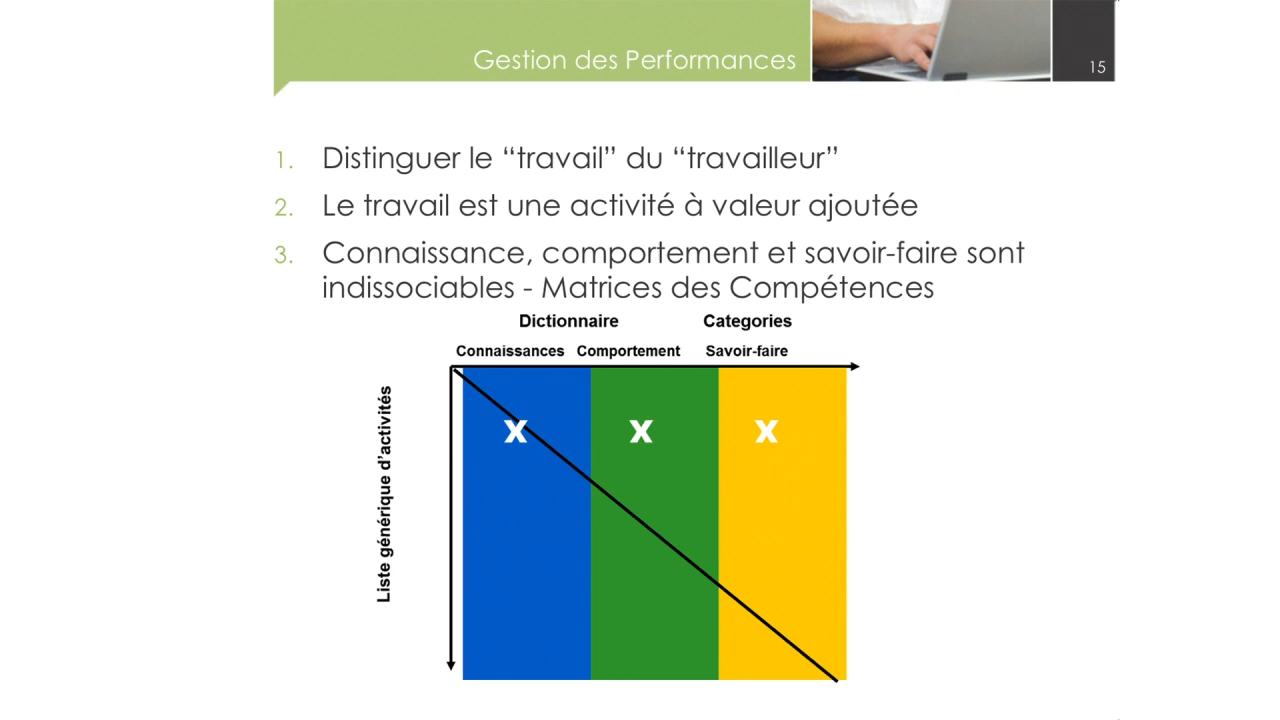 Gestion des Performances
15
1. Distinguer le “travail” du “travailleur”
2. Le travail est une activité à valeur ajoutée
3. Connaissance, comportement et savoir-faire sont
indissociables - Matrices des Compétences
Dictionnaire Categories
Connaissances Comportement Savoir-faire
Liste générique d’activités
X X X